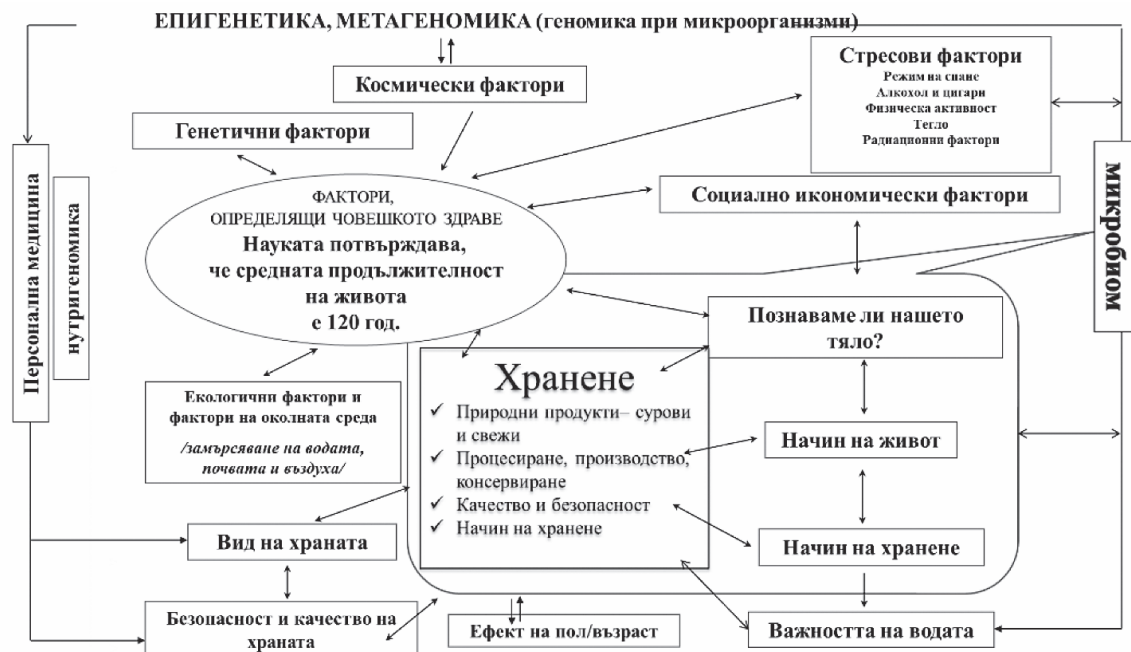 ЕПИГЕНЕТИКА, МЕТАГЕНОМИКА (геномика при микроорганизми)
Космически фактори
Генетични фактори
Стресови фактори
Режим на спане
Алкохол и цигари
Физическа активност
Тегло
Радиационни фактори
Социално икономически фактори
микробиом
Персонална медицина
нутригеномика
ФАКТОРИ,
ОПРЕДЕЛЯЩИ ЧОВЕШКОТО ЗДРАВЕ
Науката потвърждава,
че средната продължителност
на живота
е 120 год.
Познаваме ли нашето
тяло?
Екологични фактори и
фактори на околната среда
/замърсяване на водата,
почвата и въздуха/
Хранене
✓ Природни продукти– сурови
и свежи
✓ Процесиране, производство,
консервиране
✓ Качество и безопасност
✓ Начин на хранене
Начин на живот
Начин на хранене
Вид на храната
Безопасност и качество на
храната
Ефект на пол/възраст
Важността на водата